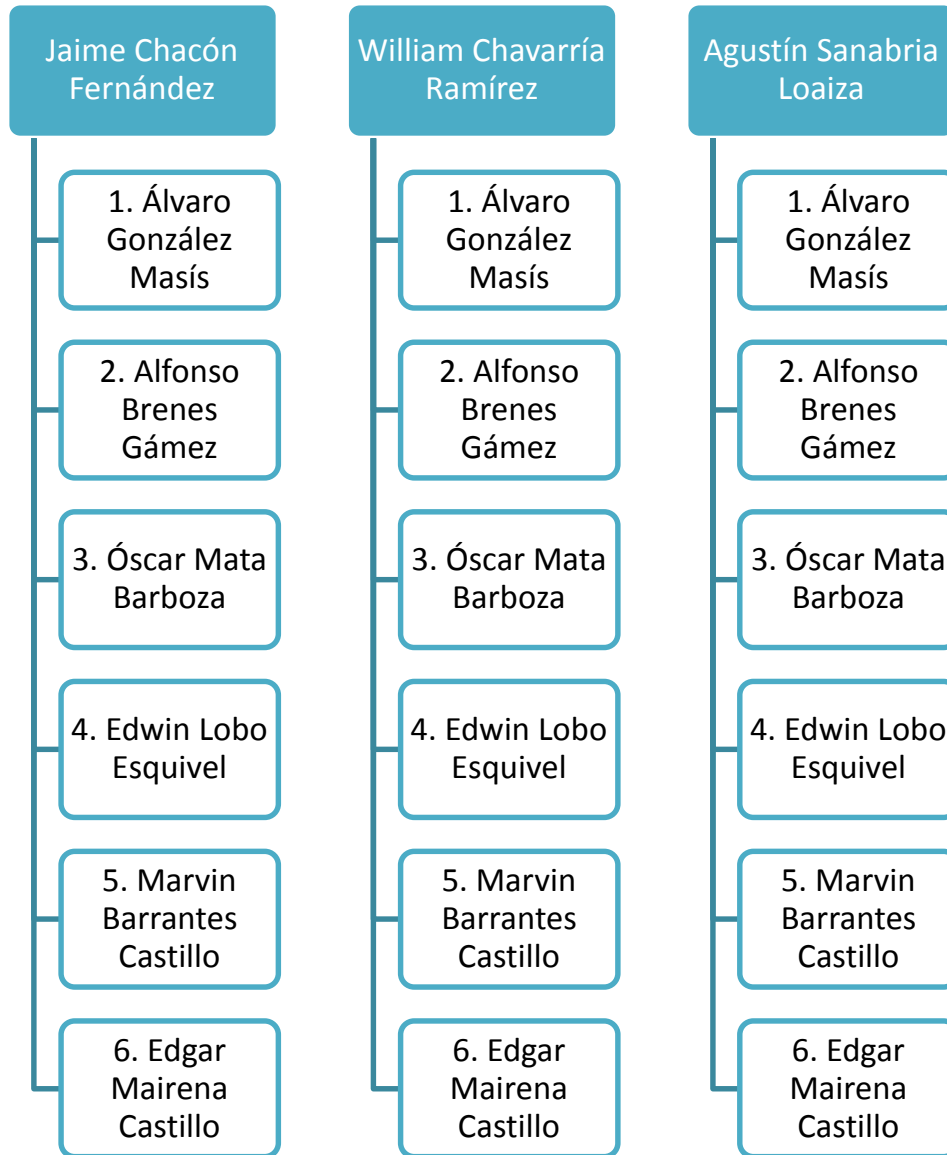 Jaime Chacón
Fernández
1. Álvaro
González
Masís
2. Alfonso
Brenes
Gámez
3. Óscar Mata
Barboza
4. Edwin Lobo
Esquivel
5. Marvin
Barrantes
Castillo
6. Edgar
Mairena
Castillo
William Chavarría
Ramírez
1. Álvaro
González
Masís
2. Alfonso
Brenes
Gámez
3. Óscar Mata
Barboza
4. Edwin Lobo
Esquivel
5. Marvin
Barrantes
Castillo
6. Edgar
Mairena
Castillo
Agustín Sanabria
Loaiza
1. Álvaro
González
Masís
2. Alfonso
Brenes
Gámez
3. Óscar Mata
Barboza
4. Edwin Lobo
Esquivel
5. Marvin
Barrantes
Castillo
6. Edgar
Mairena
Castillo